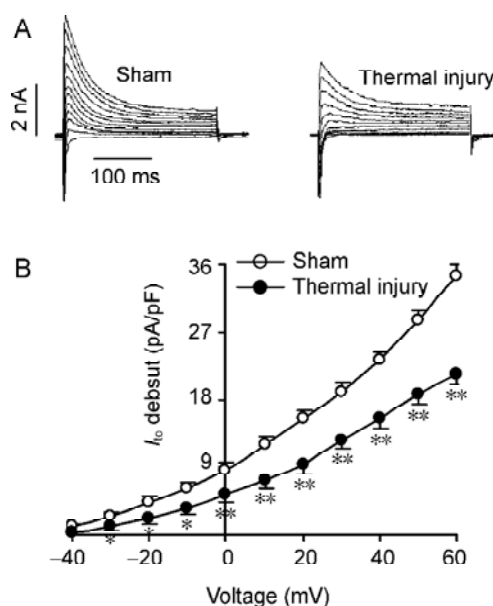 A
Sham
Thermal injury
2 nA
100 ms
B
Sham
Thermal injury
Ito debsut (pA/pF)
36
27
18
9
* * * ** ** ** ** ** ** **
−40 −20 0 20 40 60
Voltage (mV)